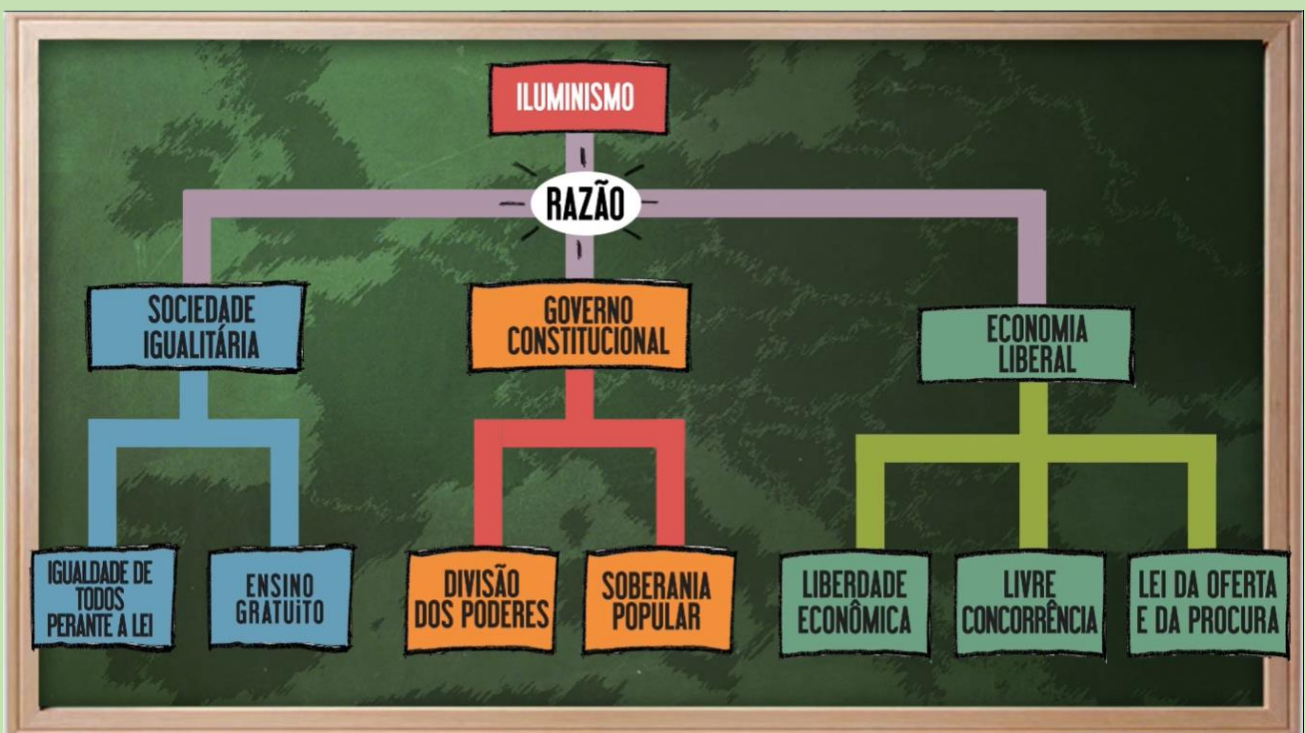 ILUMINISMO
RAZÃO
SOCIEDADE
IGUALITÁRIA
GOVERNO
CONSTITUCIONAL
ECONOMIA
LIBERAL
IGUALDADE DE
TODOS
PERANTE A LEI
ENSINO
GRATUITO
DIVISÃO
DOS PODERES
SOBERANIA
POPULAR
LIBERDADE
ECONÔMICA
LIVRE
CONCORRÊNCIA
LEI DA OFERTA
E DA PROCURA